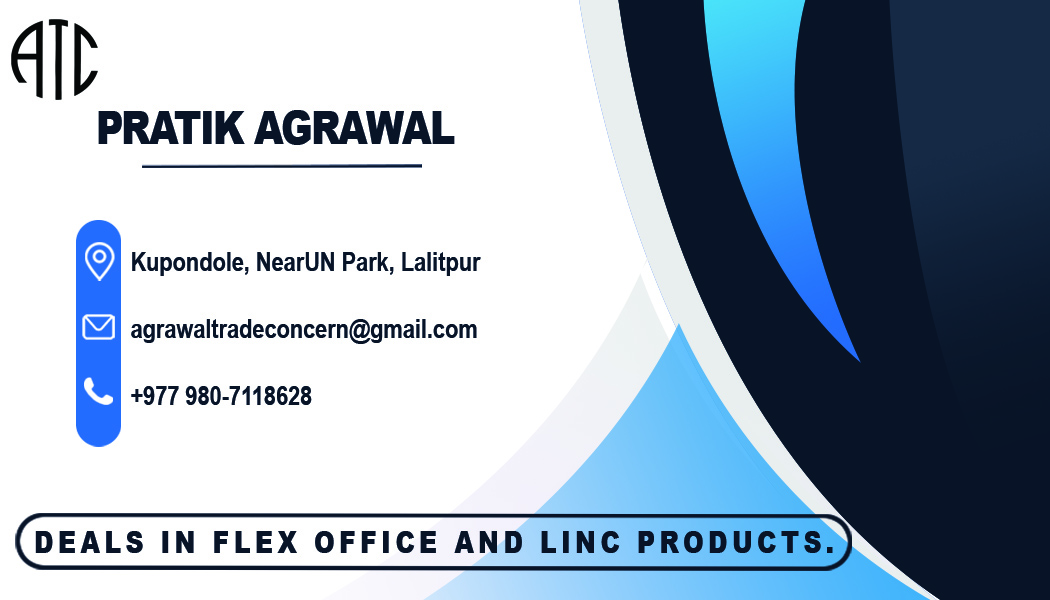 ATC
PRATIK AGRAWAL
Kupondole, NearUN Park, Lalitpur
agrawaltradeconcern@gmail.com
+977 980-7118628
DEALS IN FLEX OFFICE AND LINC PRODUCTS.